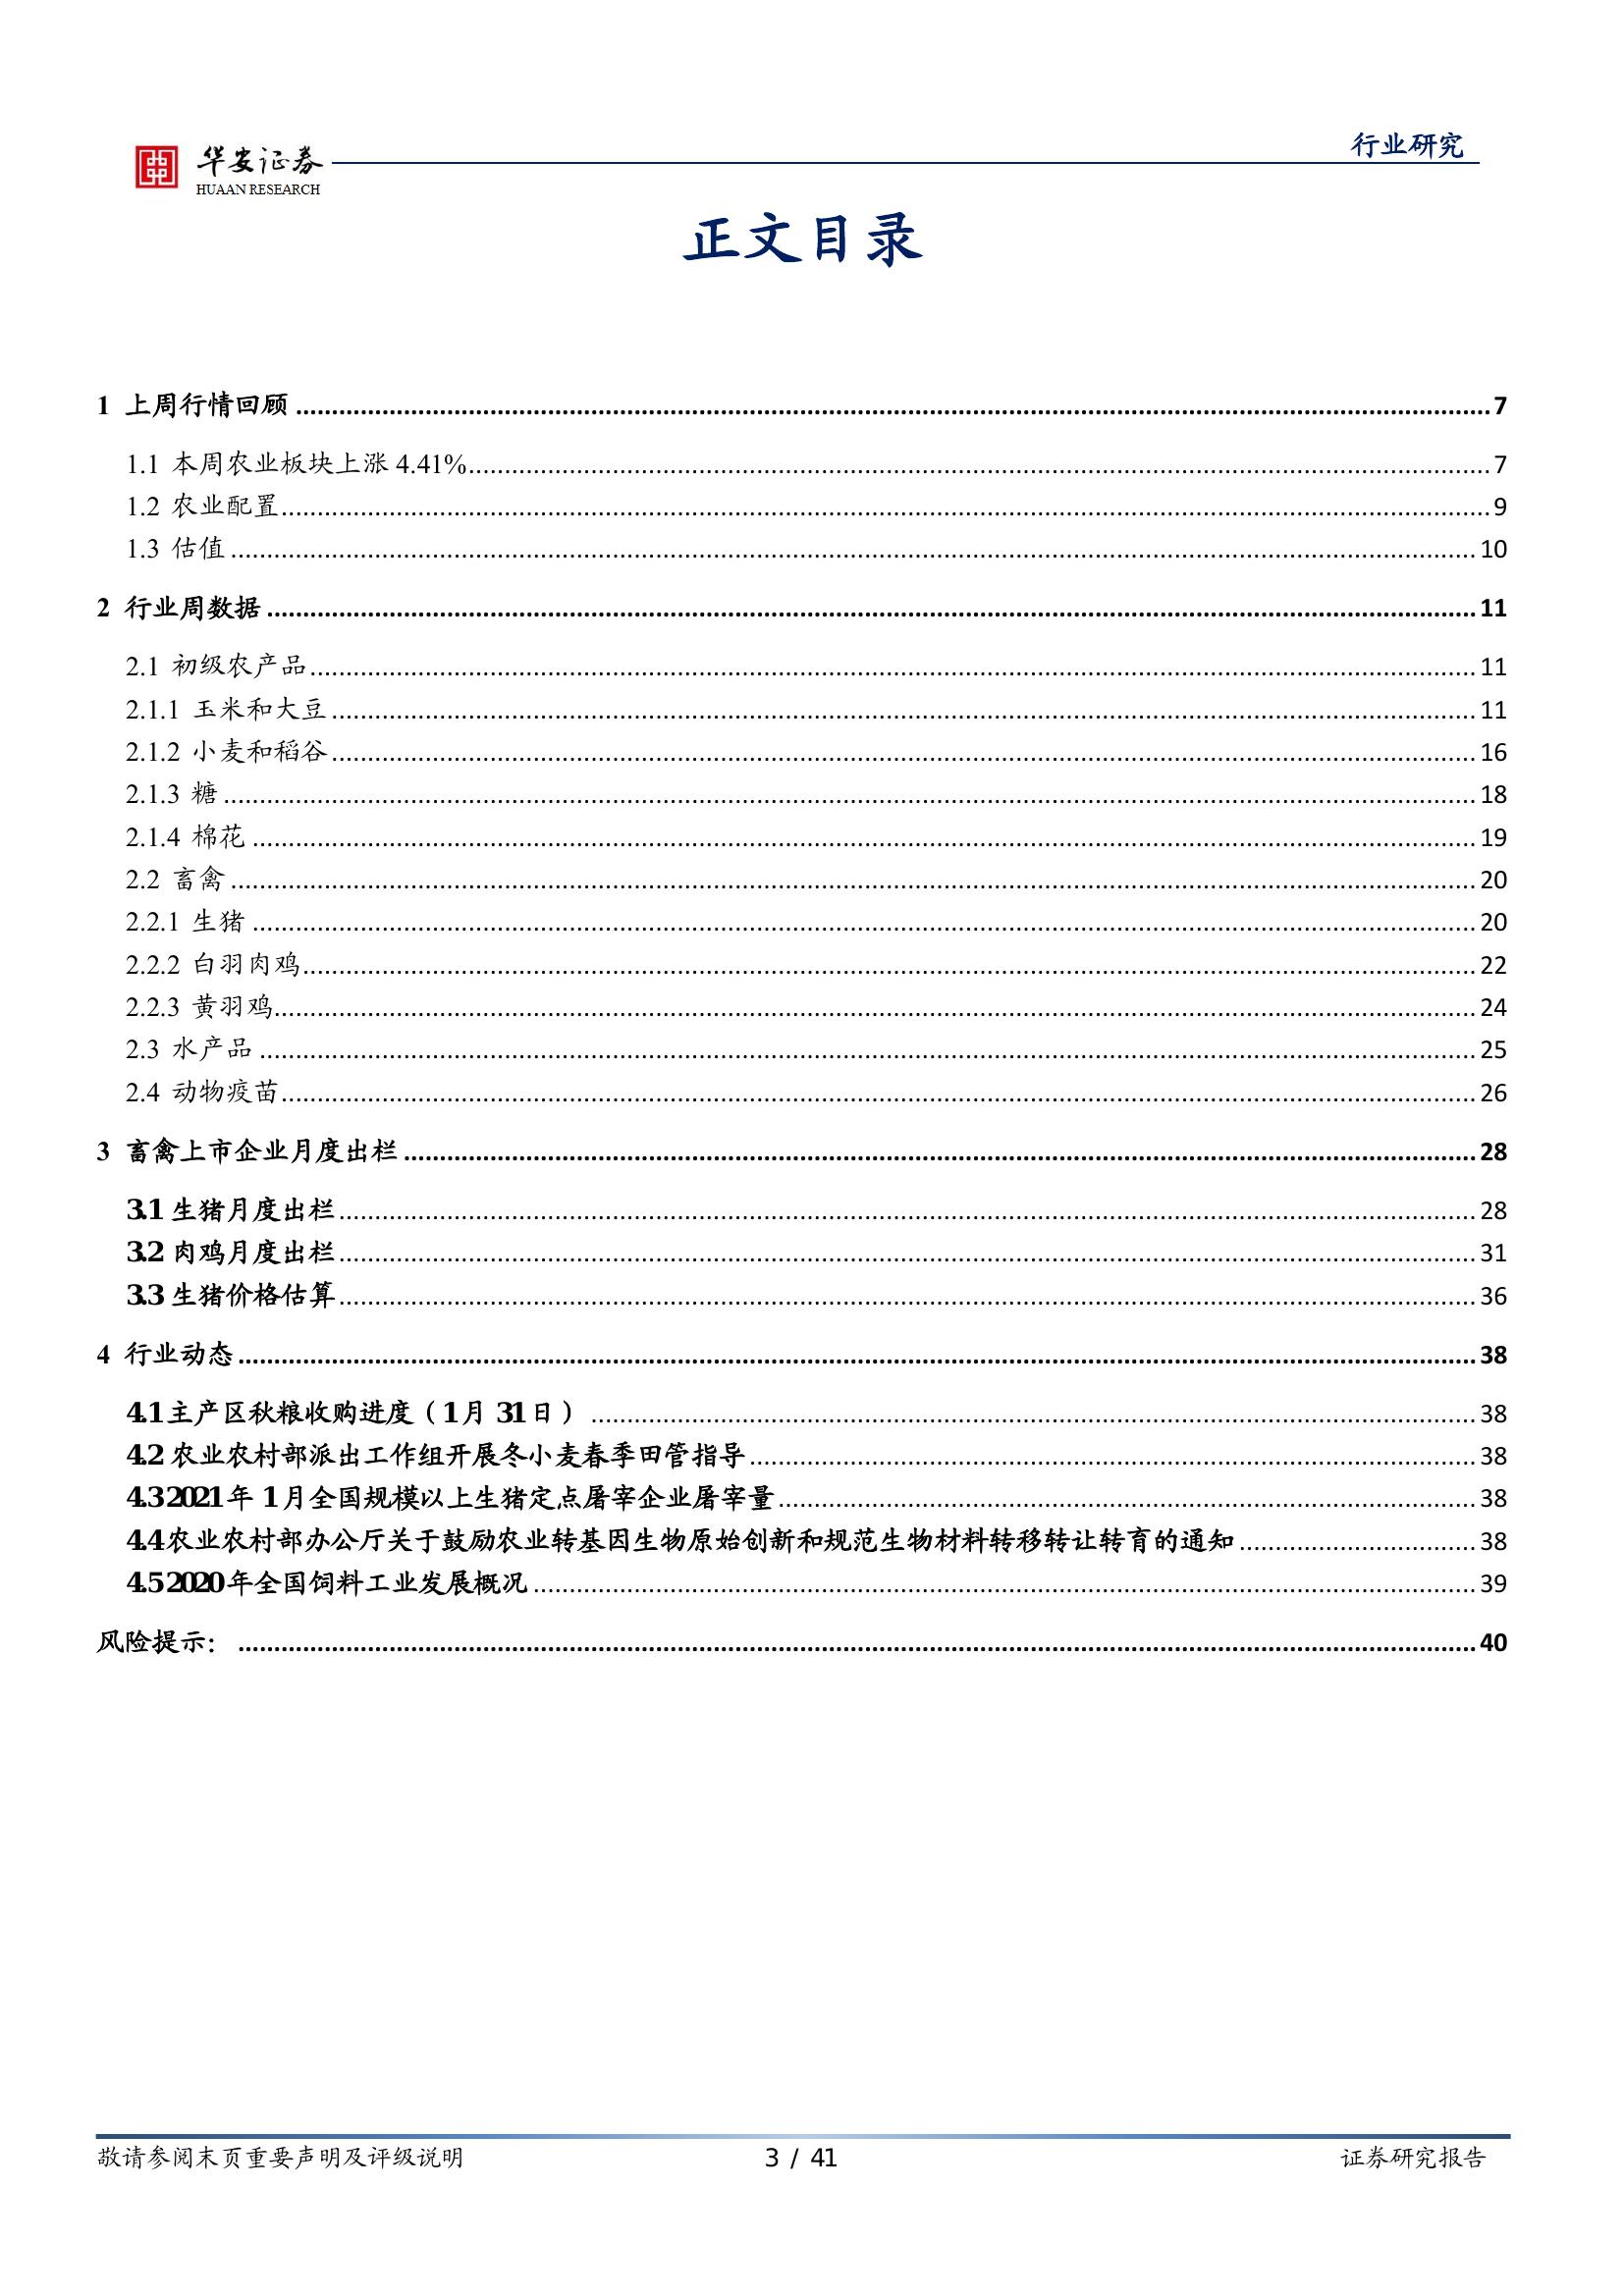 华安证券
HUAAN RESEARCH
行业研究
正文目录
1 上周行情回顾 7
1.1 本周农业板块上涨 4.41% 7
1.2 农业配置 9
1.3 估值 10
2 行业周数据 11
2.1 初级农产品 11
2.1.1 玉米和大豆 11
2.1.2 小麦和稻谷 16
2.1.3 糖 18
2.1.4 棉花 19
2.2 畜禽 20
2.2.1 生猪 20
2.2.2 白羽肉鸡 22
2.2.3 黄羽鸡 24
2.3 水产品 25
2.4 动物疫苗 26
3 畜禽上市企业月度出栏 28
3.1 生猪月度出栏 28
3.2 肉鸡月度出栏 31
3.3 生猪价格估算 36
4 行业动态 38
4.1 主产区秋粮收购进度（1 月 31 日） 38
4.2 农业农村部派出工作组开展冬小麦春季田管指导 38
4.3 2021 年 1 月全国规模以上生猪定点屠宰企业屠宰量 38
4.4 农业农村部办公厅关于鼓励农业转基因生物原始创新和规范生物材料转移转让转育的通知 38
4.5 2020 年全国饲料工业发展概况 39
风险提示： 40
敬请参阅末页重要声明及评级说明 3 / 41 证券研究报告